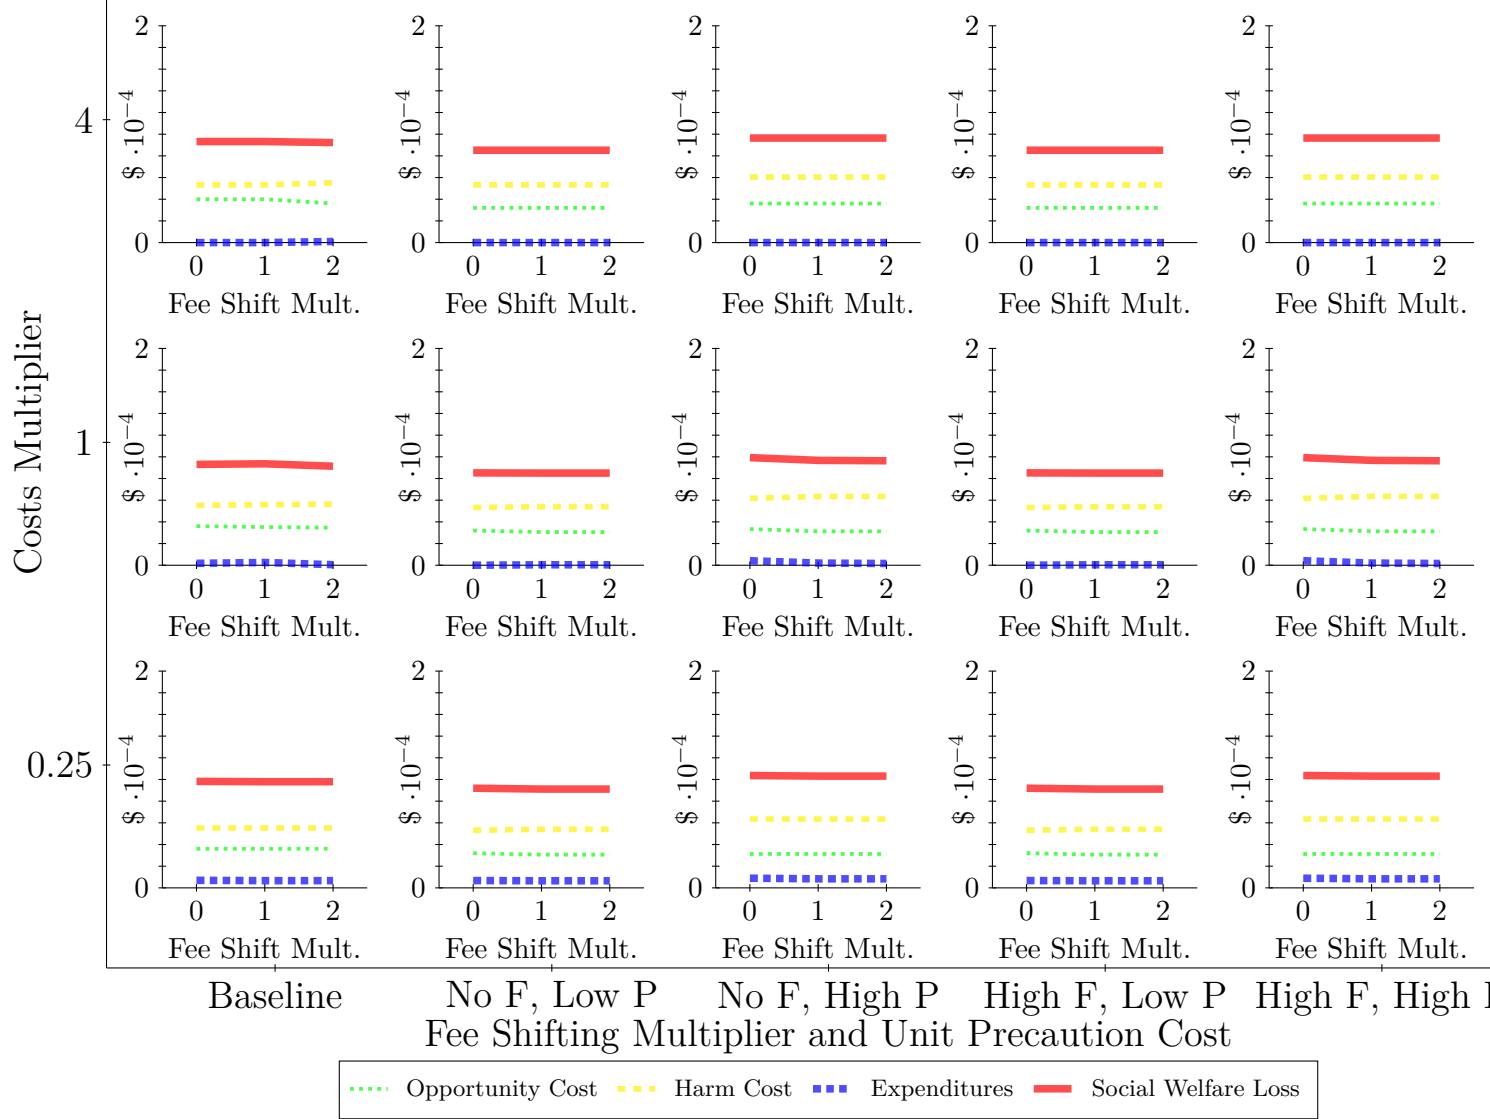 2
2
2
2
2
4
$ ·10⁻⁴
$ ·10⁻⁴
$ ·10⁻⁴
$ ·10⁻⁴
$ ·10⁻⁴
0
0
0
0
0
0 1 2
0 1 2
0 1 2
0 1 2
0 1 2
Fee Shift Mult.
Fee Shift Mult.
Fee Shift Mult.
Fee Shift Mult.
Fee Shift Mult.
Costs Multiplier
2
2
2
2
2
1
$ ·10⁻⁴
$ ·10⁻⁴
$ ·10⁻⁴
$ ·10⁻⁴
$ ·10⁻⁴
0
0
0
0
0
0 1 2
0 1 2
0 1 2
0 1 2
0 1 2
Fee Shift Mult.
Fee Shift Mult.
Fee Shift Mult.
Fee Shift Mult.
Fee Shift Mult.
2
2
2
2
2
0.25
$ ·10⁻⁴
$ ·10⁻⁴
$ ·10⁻⁴
$ ·10⁻⁴
$ ·10⁻⁴
0
0
0
0
0
0 1 2
0 1 2
0 1 2
0 1 2
0 1 2
Fee Shift Mult.
Fee Shift Mult.
Fee Shift Mult.
Fee Shift Mult.
Fee Shift Mult.
Baseline
No F, Low P
No F, High P
High F, Low P
High F, High
Fee Shifting Multiplier and Unit Precaution Cost
Opportunity Cost
Harm Cost
Expenditures
Social Welfare Loss